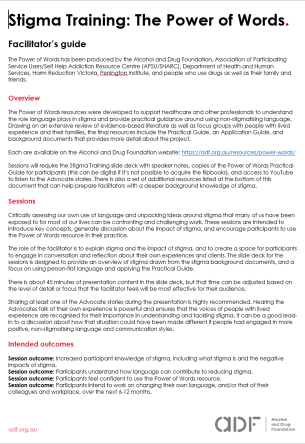 Stigma Training: The Power of Words.
Facilitator's guide
The Power of Words has been produced by the Alcohol and Drug Foundation, Association of Participating
Service Users/Self Help Addiction Resource Centre (APSU/SHARC), Department of Health and Human
Services, Harm Reduction Victoria, Penington Institute, and people who use drugs as well as their family and
friends.
Overview
The Power of Words resources were developed to support healthcare and other professionals to understand
the role language plays in stigma and provide practical guidance around using non-stigmatising language.
Drawing on an extensive review of evidence-based literature as well as focus groups with people with lived
experience and their families, the final resources include the Practical Guide, an Application Guide, and
background documents that provides more detail about the project.
Each are available on the Alcohol and Drug Foundation website: https://adf.org.au/resources/power-words/
Sessions will require the Stigma Training slide deck with speaker notes, copies of the Power of Words Practical
Guide for participants (this can be digital if it's not possible to acquire the flipbooks), and access to YouTube
to listen to the Advocate stories. There is also a set of additional resources listed at the bottom of this
document that can help prepare facilitators with a deeper background knowledge of stigma.
Sessions
Critically assessing our own use of language and unpacking ideas around stigma that many of us have been
exposed to for most of our lives can be confronting and challenging work. These sessions are intended to
introduce key concepts, generate discussion about the impact of stigma, and encourage participants to use
the Power of Words resource in their practice.
The role of the facilitator is to explain stigma and the impact of stigma, and to create a space for participants
to engage in conversation and reflection about their own experiences and clients. The slide deck for the
sessions is designed to provide an overview of stigma drawn from the stigma background documents, and a
focus on using person-first language and applying the Practical Guide.
There is about 45 minutes of presentation content in the slide deck, but that time can be adjusted based on
the level of detail or focus that the facilitator feels will be most effective for their audience.
Sharing at least one of the Advocate stories during the presentation is highly recommended. Hearing the
Advocates talk of their own experience is powerful and ensures that the voices of people with lived
experience are recognised for their importance in understanding and tackling stigma. It can be a good lead-
in to a discussion about how that situation could have been made different if people had engaged in more
positive, non-stigmatising language and communication styles.
Intended outcomes
Session outcome: Increased participant knowledge of stigma, including what stigma is and the negative
impacts of stigma.
Session outcome: Participants understand how language can contribute to reducing stigma.
Session outcome: Participants feel confident to use the Power of Words resource.
Session outcome: Participants intend to work on changing their own language, and/or that of their
colleagues or workplace, over the next 6-12 months.
adf.org.au
adf
Alcohol
and Drug
Foundation